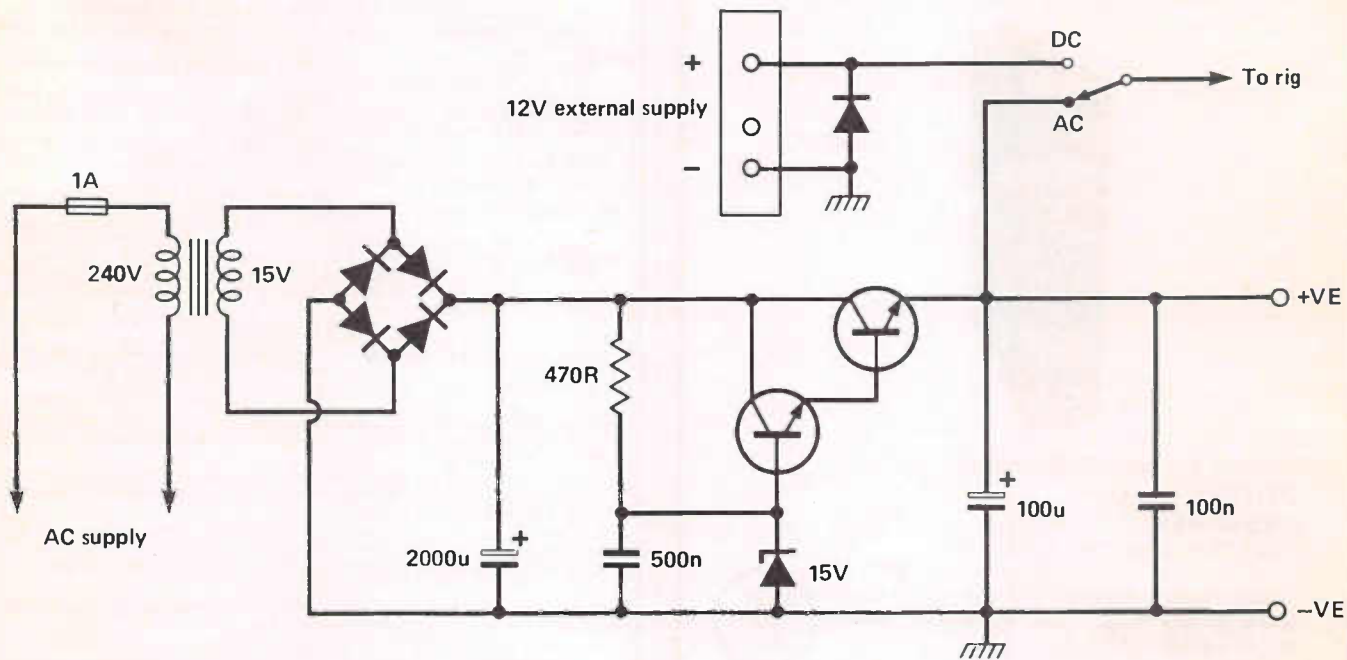 DC
+
To rig
12V external supply
AC
–
1A
240V
15V
+VE
470R
+
100u
100n
AC supply
+
2000u
500n
15V
–VE